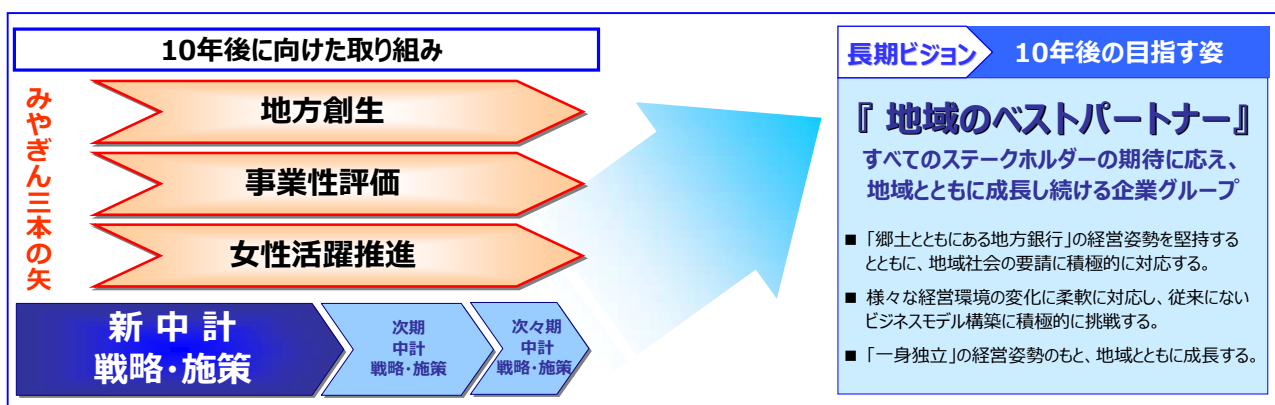 10年後に向けた取り組み
みやぎん三本の矢
地方創生
事業性評価
女性活躍推進
新中計
戦略・施策
次期
中計
戦略・施策
次々期
中計
戦略・施策
長期ビジョン
10年後の目指す姿
『地域のベストパートナー』
すべてのステークホルダーの期待に応え、
地域とともに成長し続ける企業グループ
■ 「郷土とともにある地方銀行」の経営姿勢を堅持する
とともに、地域社会の要請に積極的に対応する。
■ 様々な経営環境の変化に柔軟に対応し、従来にない
ビジネスモデル構築に積極的に挑戦する。
■ 「一身独立」の経営姿勢のもと、地域とともに成長する。